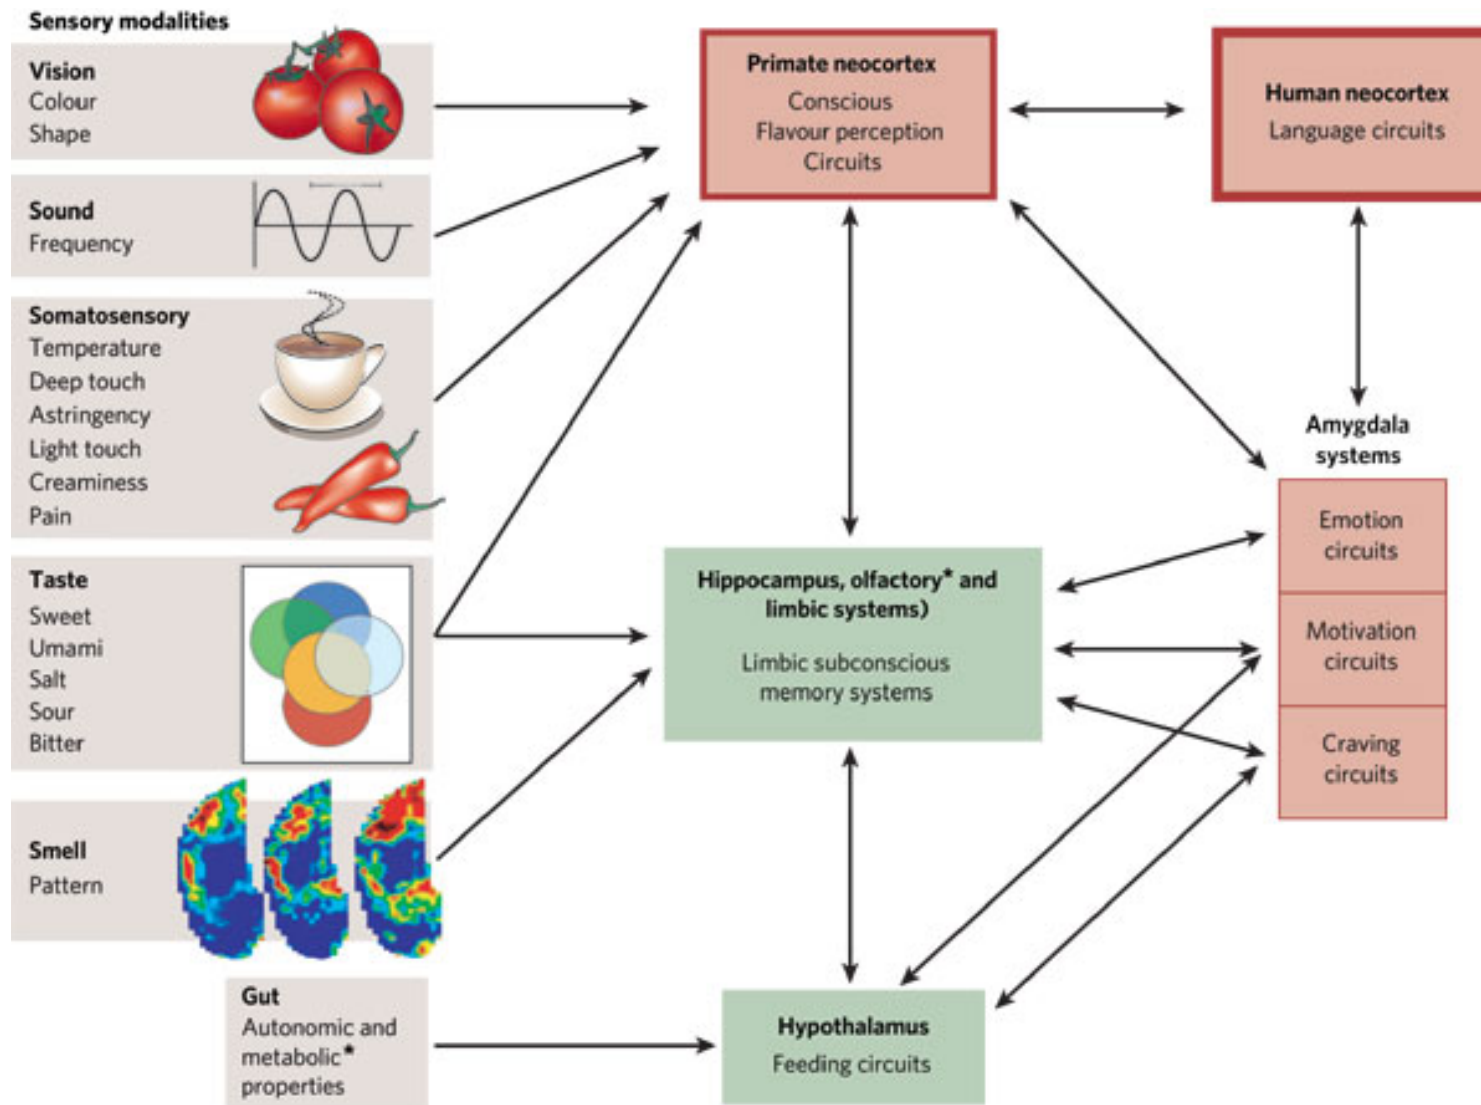 Sensory modalities
Vision
Colour
Shape
Sound
Frequency
Somatosensory
Temperature
Deep touch
Astringency
Light touch
Creaminess
Pain
Taste
Sweet
Umami
Salt
Sour
Bitter
Smell
Pattern
Gut
Autonomic and
metabolic*
properties
Primate neocortex
Conscious
Flavour perception
Circuits
Human neocortex
Language circuits
Hippocampus, olfactory* and
limbic systems)
Limbic subconscious
memory systems
Hypothalamus
Feeding circuits
Amygdala
systems
Emotion
circuits
Motivation
circuits
Craving
circuits